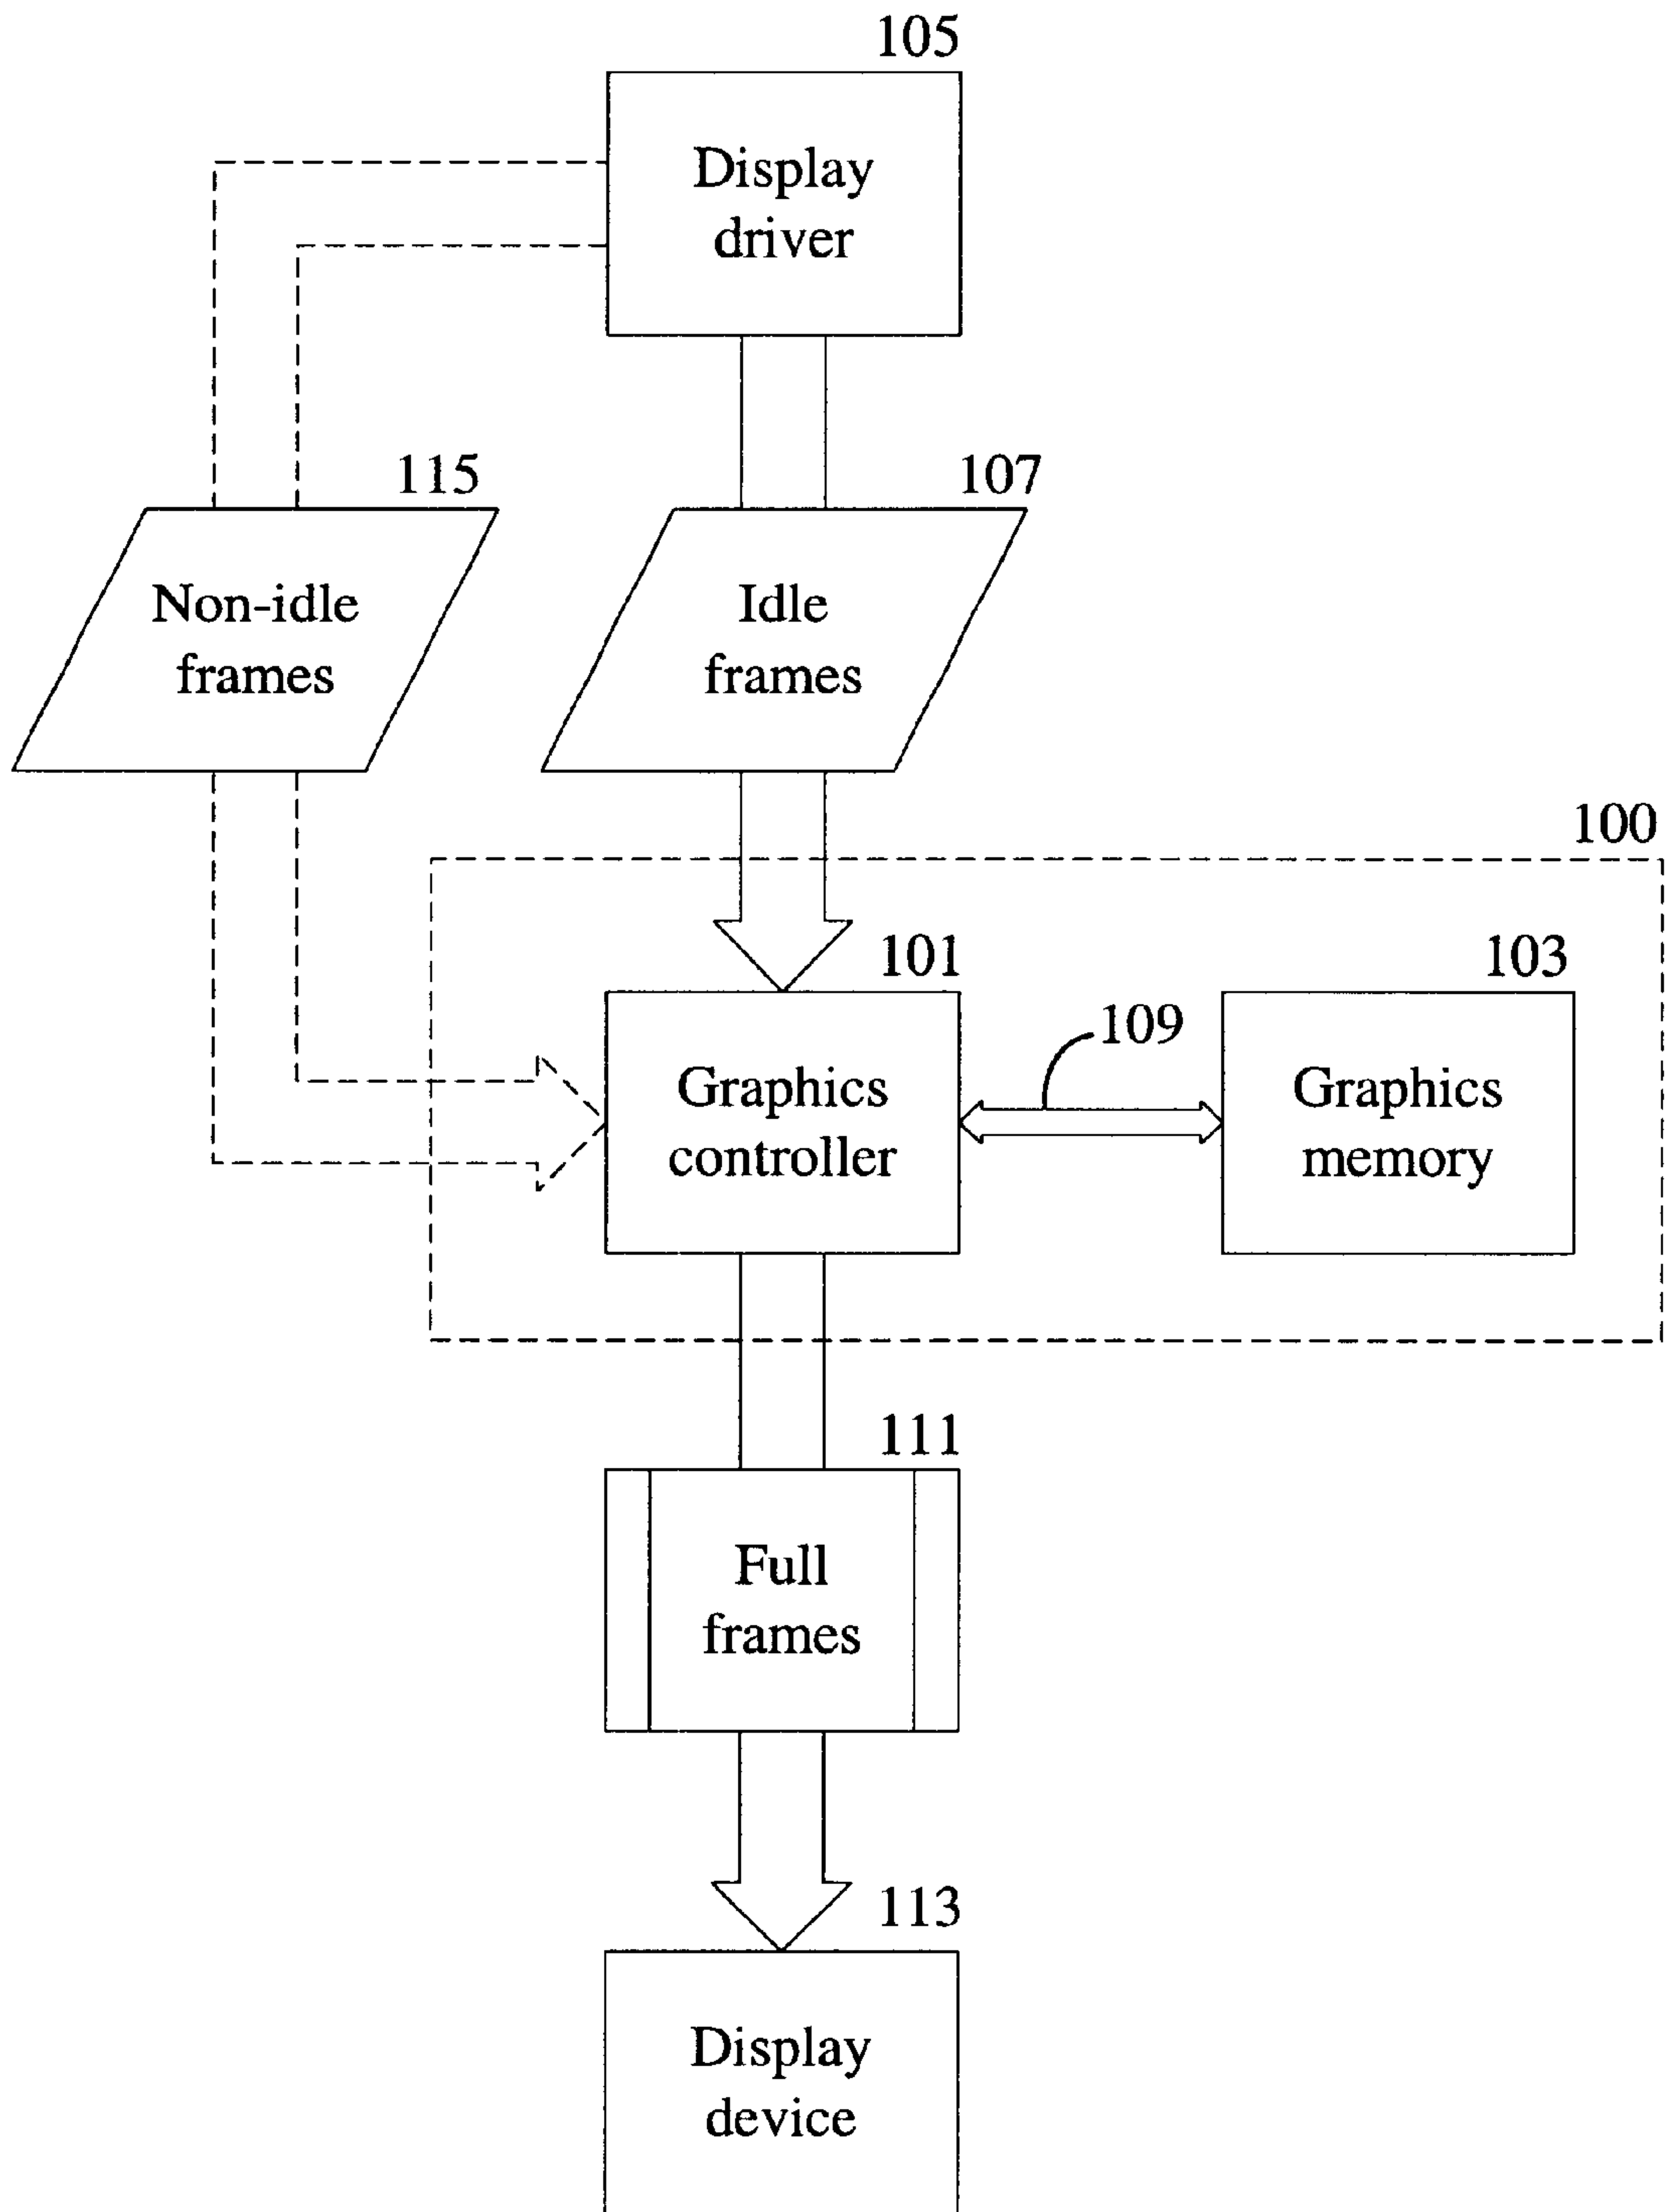 105
Display
driver
115
107
Non-idle
frames
Idle
frames
100
101
103
109
Graphics
controller
Graphics
memory
111
Full
frames
113
Display
device